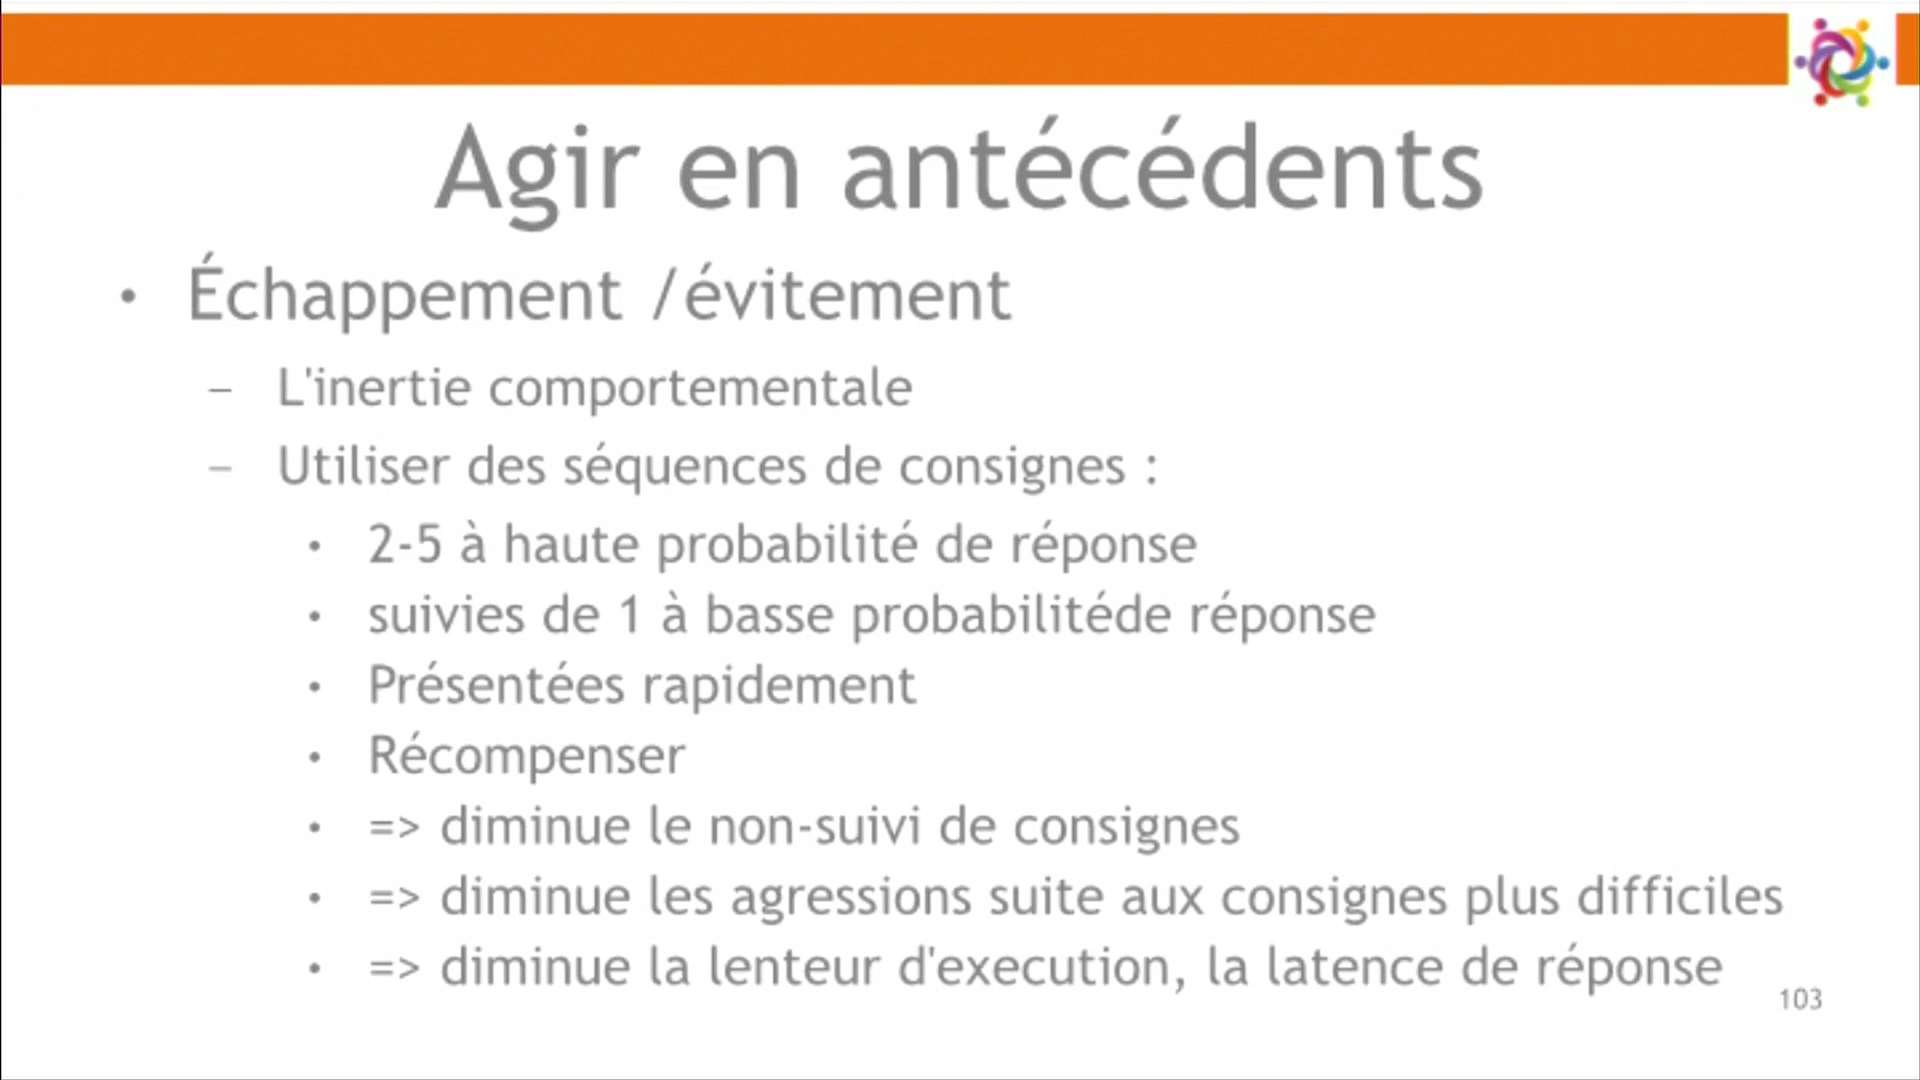 Agir en antécédents
• Échappement /évitement
– L'inertie comportementale
– Utiliser des séquences de consignes :
• 2-5 à haute probabilité de réponse
• suivies de 1 à basse probabilitéde réponse
• Présentées rapidement
• Récompenser
• => diminue le non-suivi de consignes
• => diminue les agressions suite aux consignes plus difficiles
• => diminue la lenteur d'execution, la latence de réponse
103